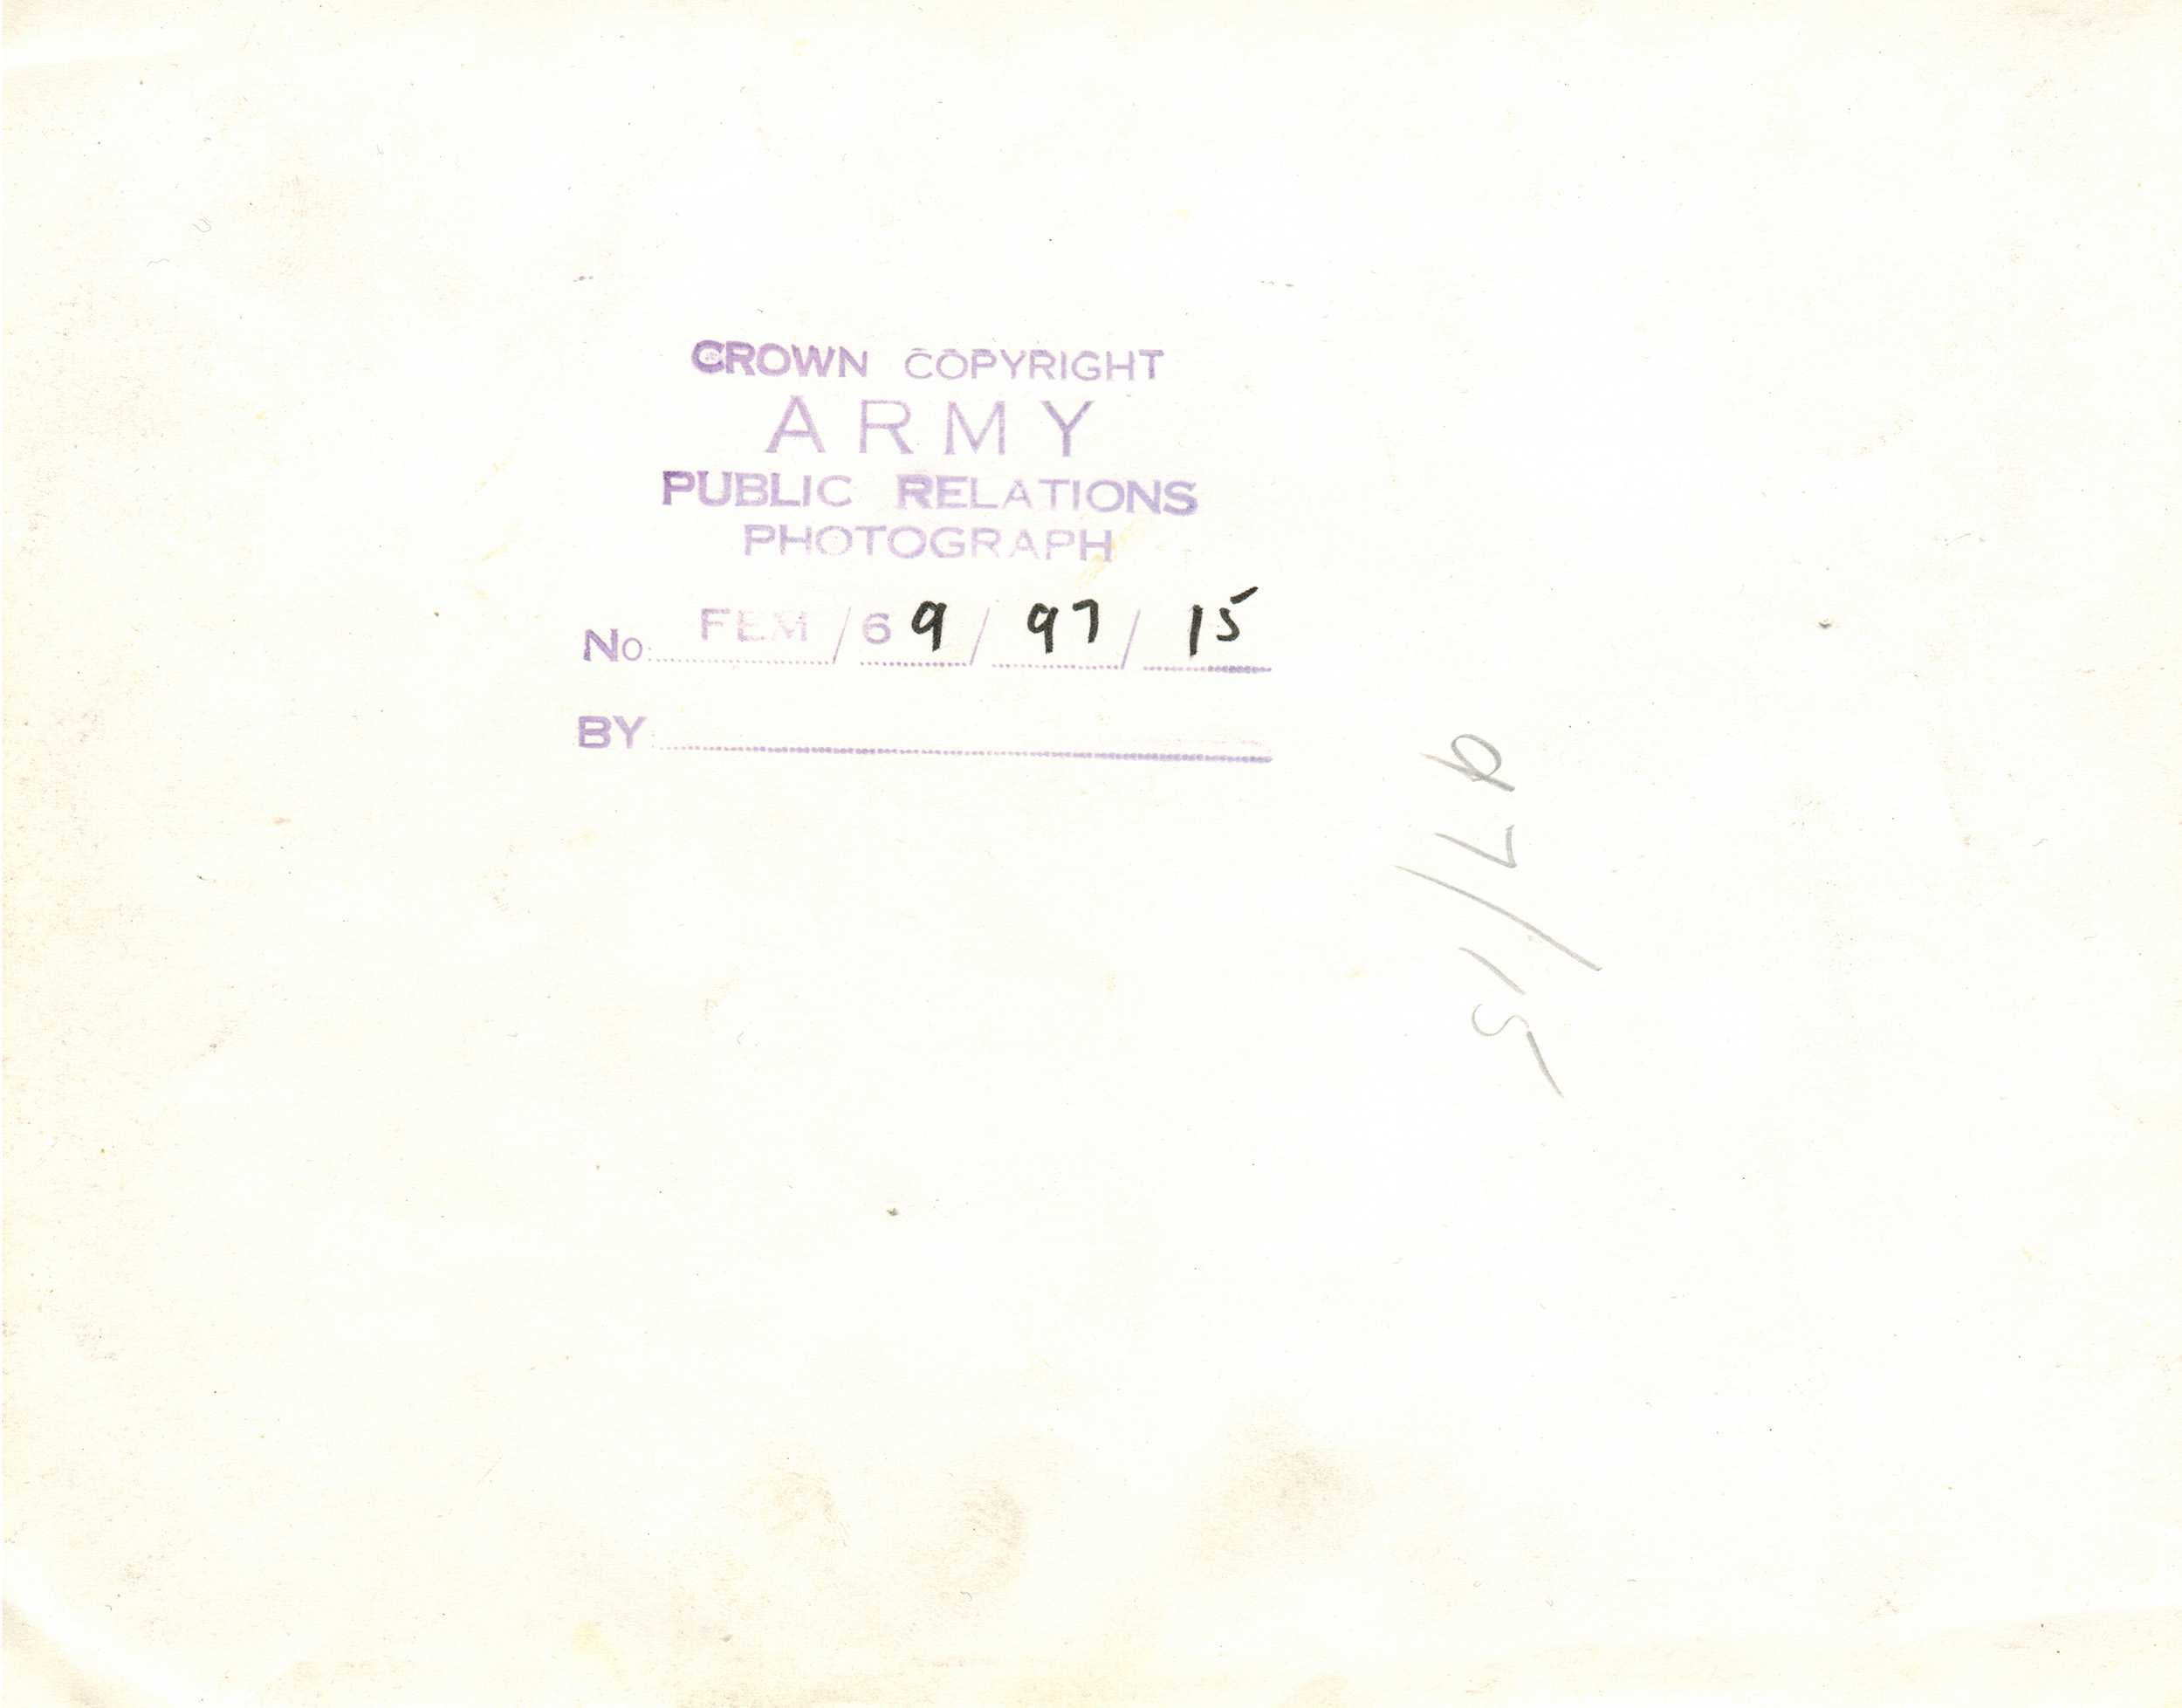 CROWN COPYRIGHT
ARMY
PUBLIC RELATIONS
PHOTOGRAPH
No. FEM / 69 / 97 / 15
BY
97/15